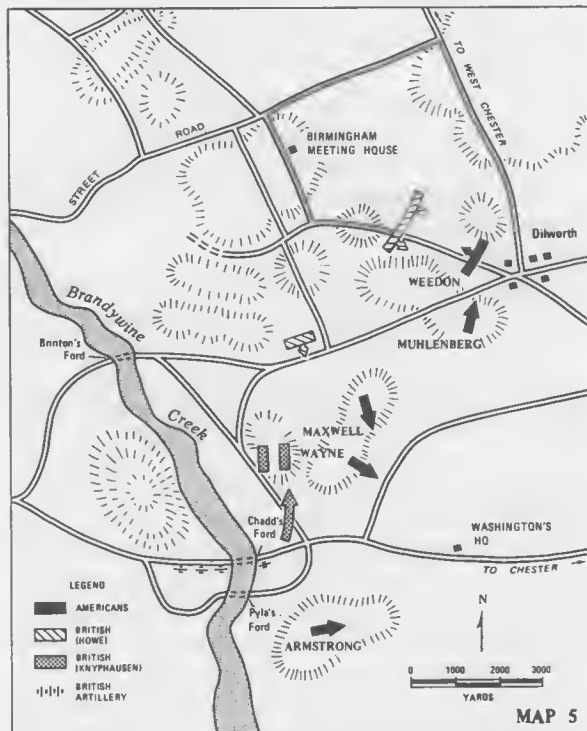 TO WEST CHESTER
ROAD
STREET
BIRMINGHAM
MEETING HOUSE
Dilworth
WEEDON
MUHLENBERG
Brandywine
Creek
Brinton's
Ford
MAXWELL
WAYNE
Chadd's
Ford
WASHINGTON'S
HQ
TO CHESTER
Pyla's
Ford
ARMSTRONG
LEGEND
AMERICANS
BRITISH
(HOWE)
BRITISH
(KNYPHAUSEN)
BRITISH
ARTILLERY
N
0 1000 2000 3000
YARDS
MAP 5